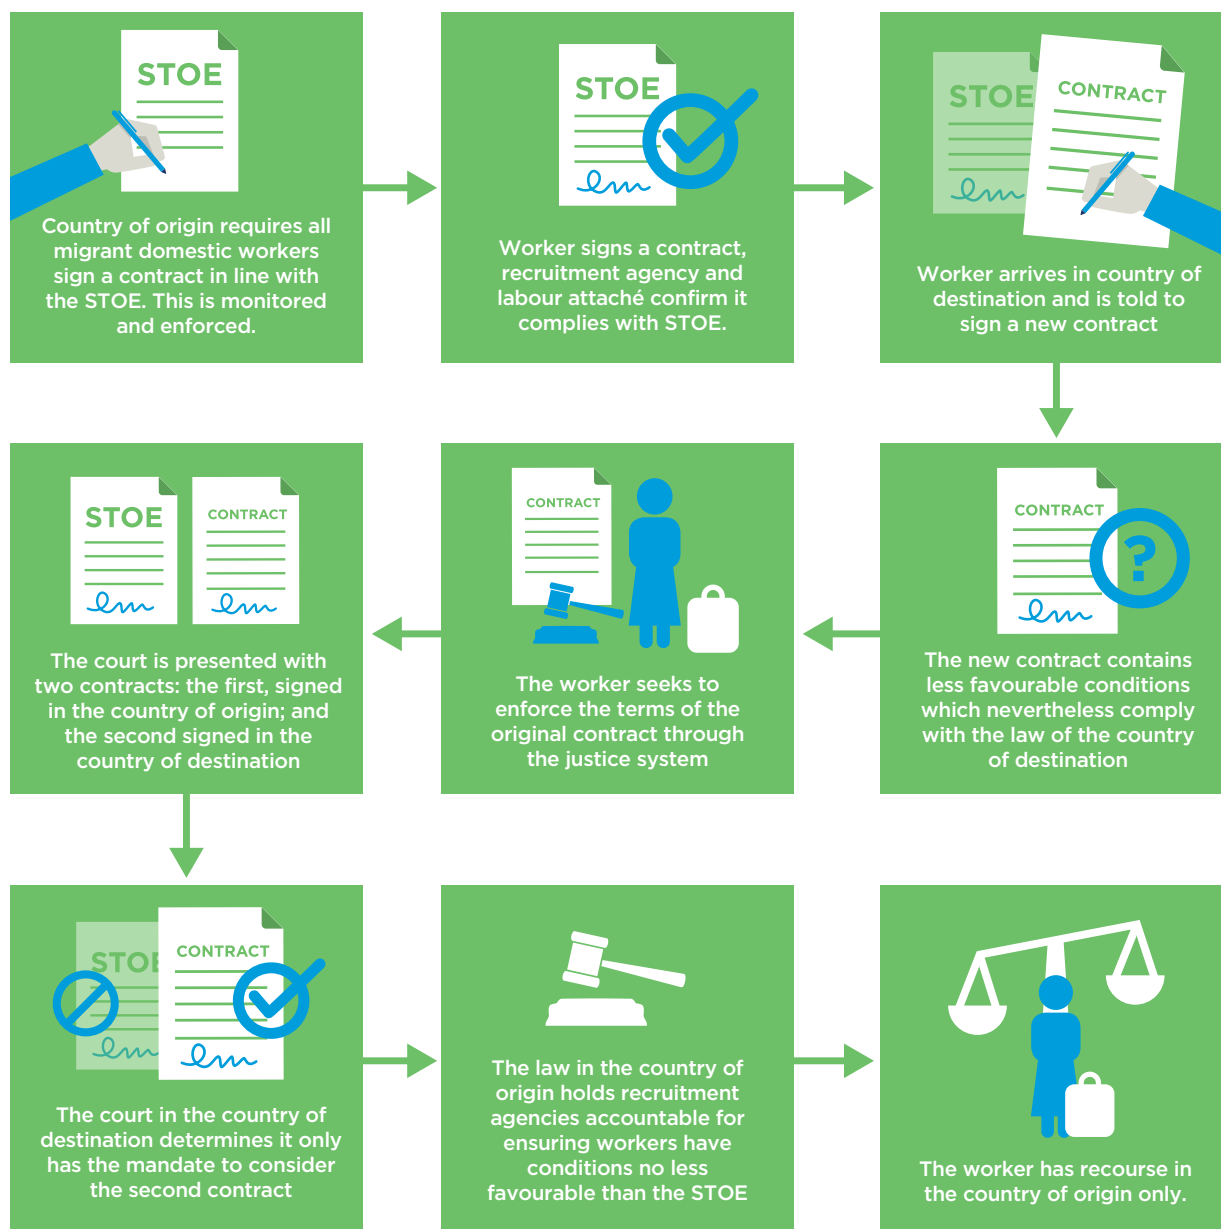 STOE
Country of origin requires all
migrant domestic workers
sign a contract in line with
the STOE. This is monitored
and enforced.
STOE
Worker signs a contract,
recruitment agency and
labour attaché confirm it
complies with STOE.
STOE
CONTRACT
Worker arrives in country of
destination and is told to
sign a new contract
CONTRACT
?
The new contract contains
less favourable conditions
which nevertheless comply
with the law of the country
of destination
CONTRACT
The worker seeks to
enforce the terms of the
original contract through
the justice system
STOE
CONTRACT
The court is presented with
two contracts: the first, signed
in the country of origin; and
the second signed in the
country of destination
STOE
CONTRACT
The court in the country of
destination determines it only
has the mandate to consider
the second contract
The law in the country of
origin holds recruitment
agencies accountable for
ensuring workers have
conditions no less
favourable than the STOE
The worker has recourse in
the country of origin only.